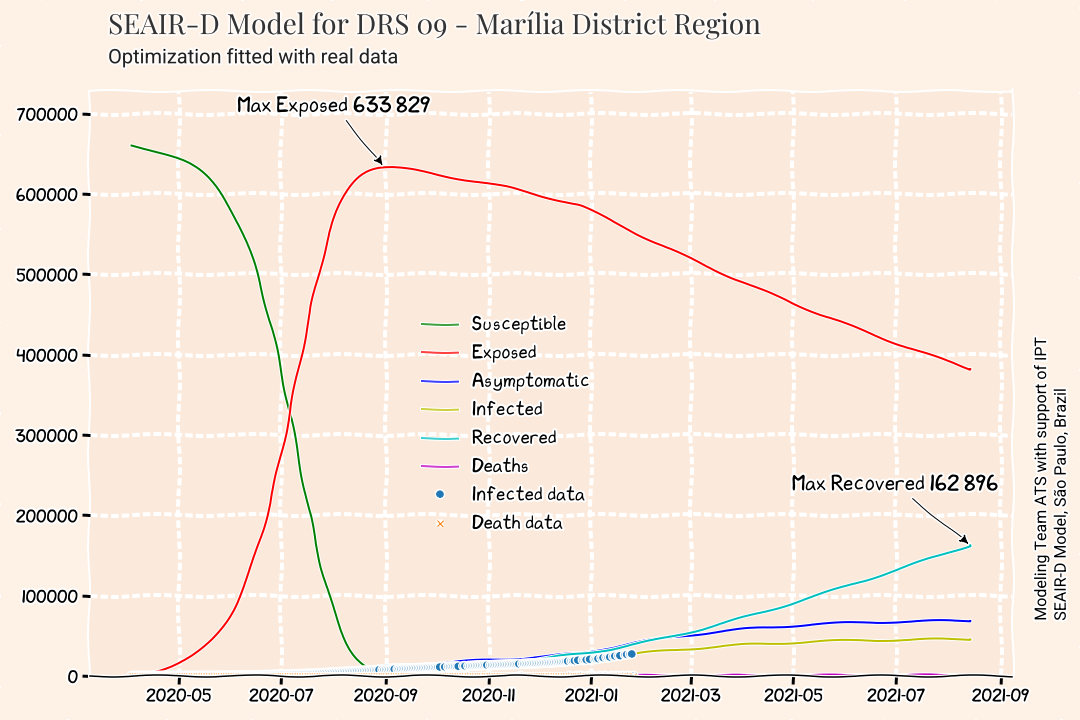 SEAIR-D Model for DRS 09 - Marília District Region
Optimization fitted with real data
Max Exposed 633 829
700000
600000
500000
400000
300000
200000
100000
0
Susceptible
Exposed
Asymptomatic
Infected
Recovered
Deaths
Infected data
Death data
Max Recovered 162 896
2020-05
2020-07
2020-09
2020-11
2021-01
2021-03
2021-05
2021-07
2021-09
Modeling Team ATS with support of IPT
SEAIR-D Model, São Paulo, Brazil